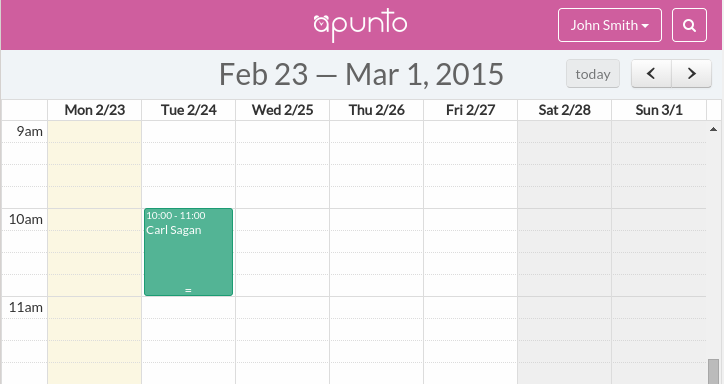 apunto
John Smith
Feb 23 — Mar 1, 2015
today
Mon 2/23 Tue 2/24 Wed 2/25 Thu 2/26 Fri 2/27 Sat 2/28 Sun 3/1
9am
10am
10:00 - 11:00
Carl Sagan
11am